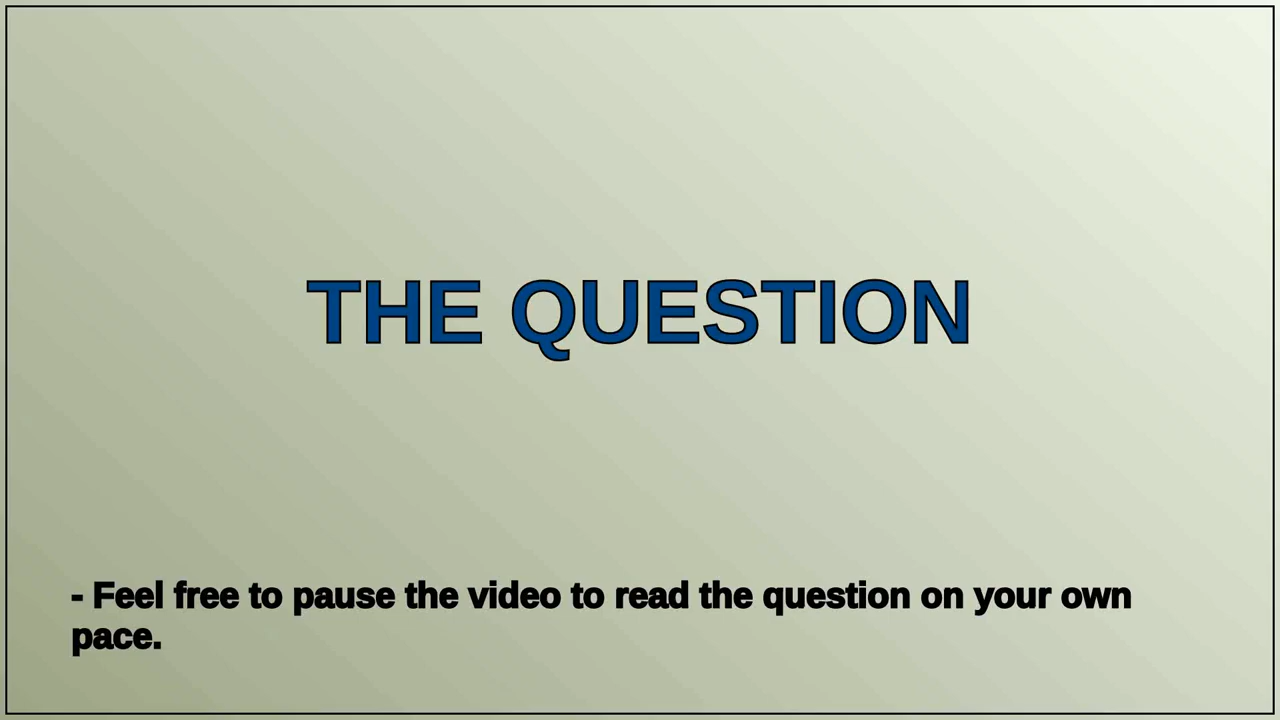 THE QUESTION
- Feel free to pause the video to read the question on your own
pace.